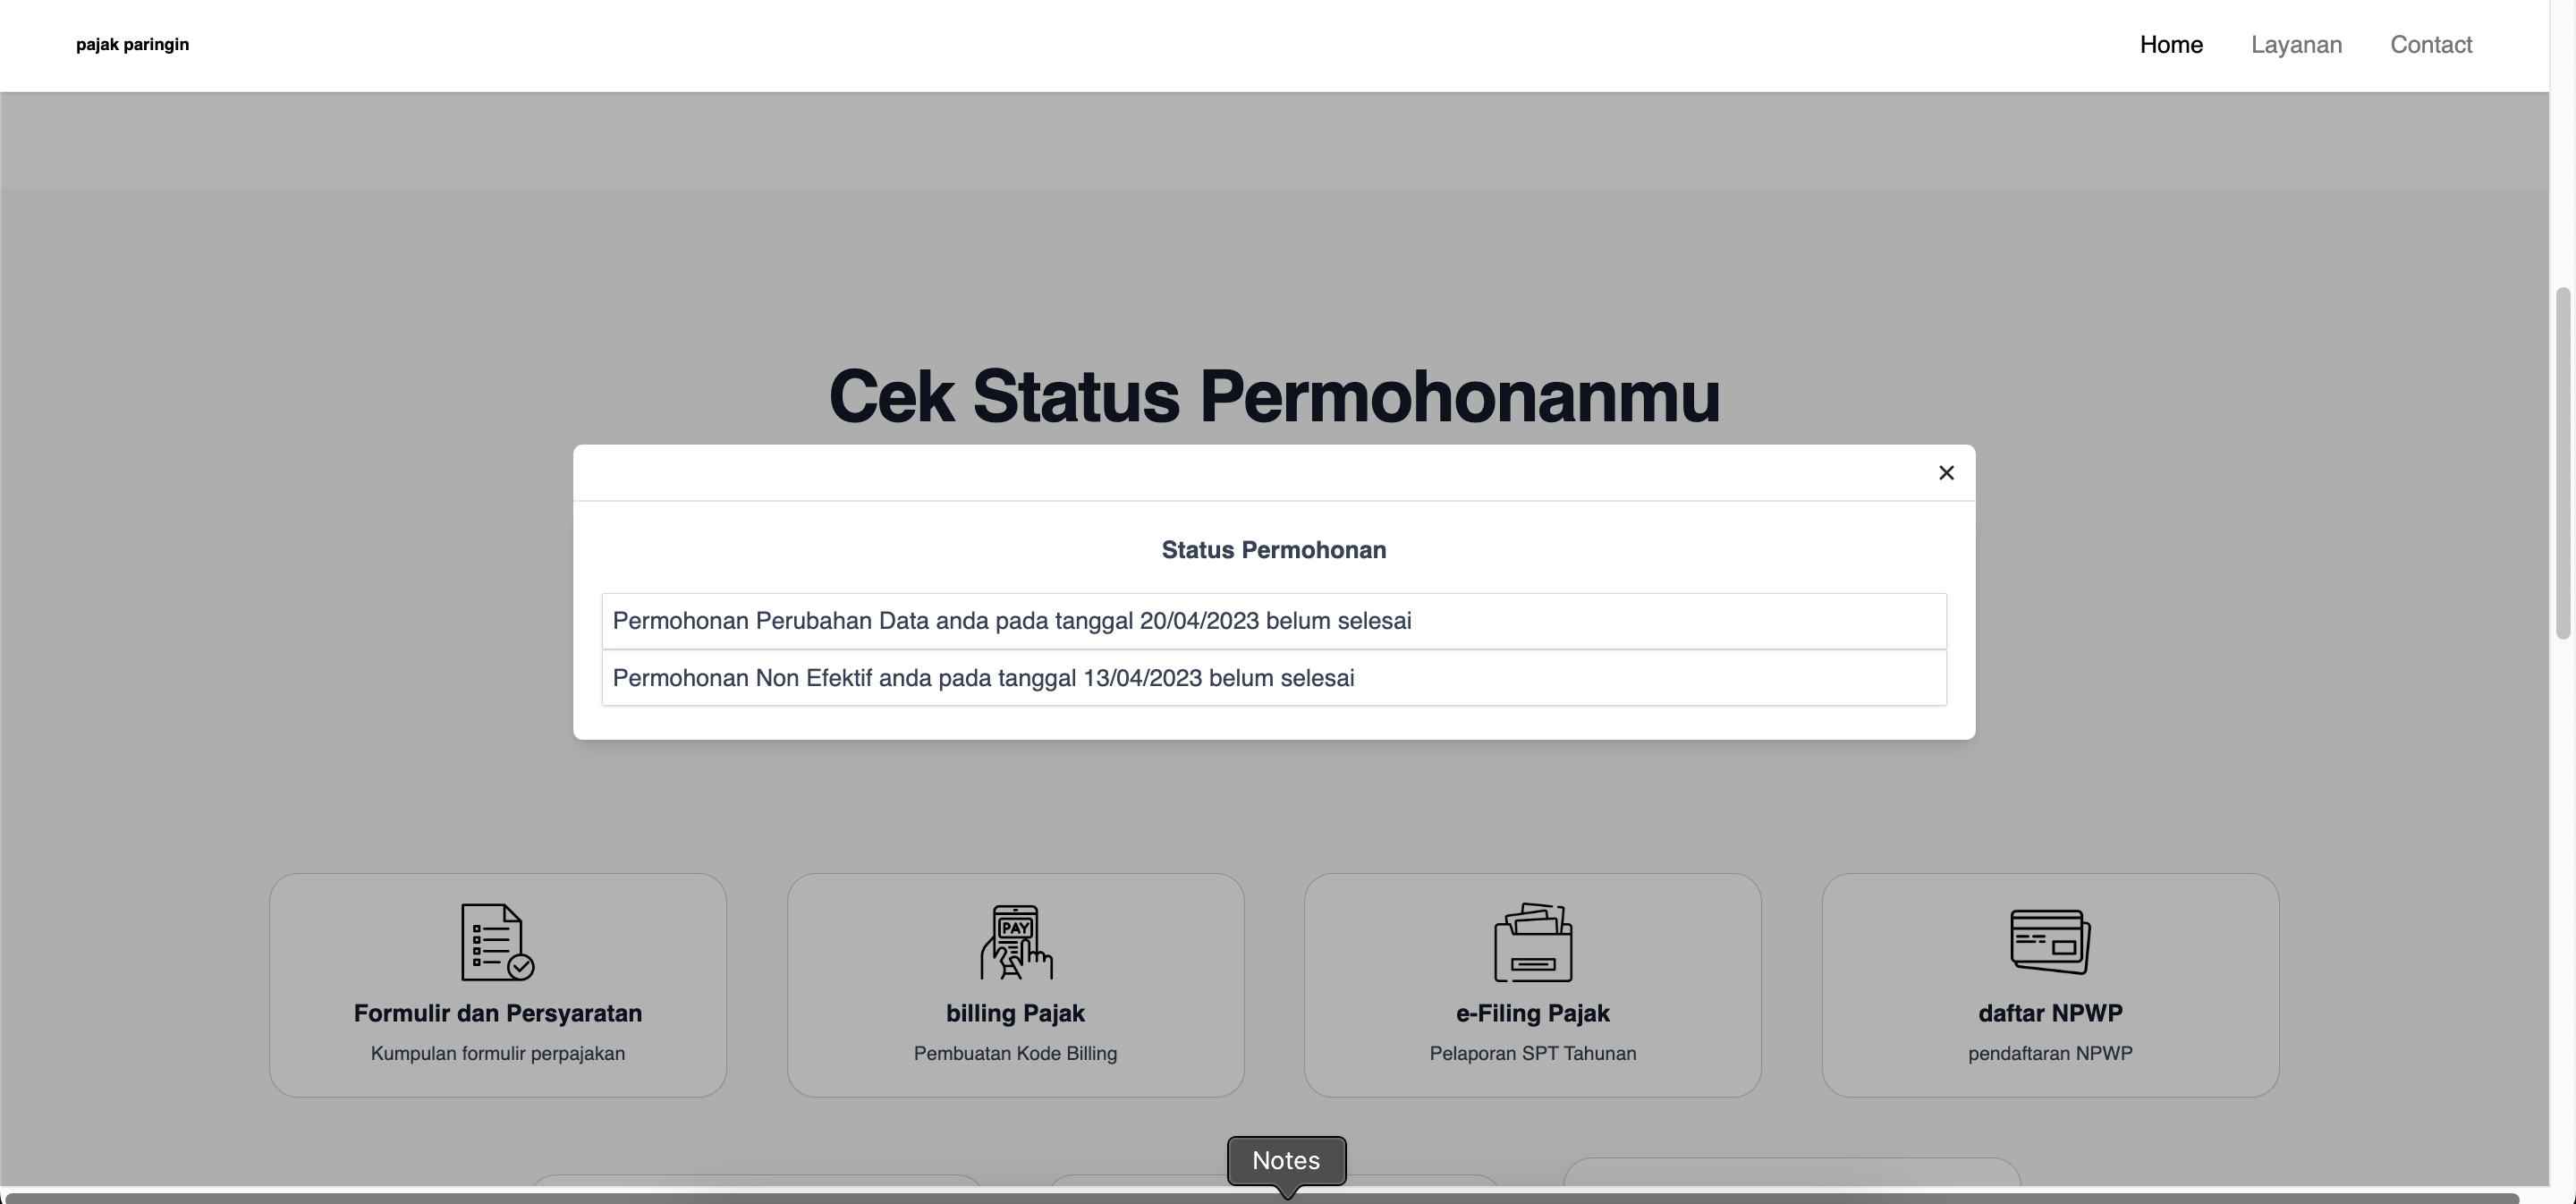 pajak paringin
Home Layanan Contact
Cek Status Permohonanmu
Status Permohonan
Permohonan Perubahan Data anda pada tanggal 20/04/2023 belum selesai
Permohonan Non Efektif anda pada tanggal 13/04/2023 belum selesai
PAY
Formulir dan Persyaratan
Kumpulan formulir perpajakan
billing Pajak
Pembuatan Kode Billing
e-Filing Pajak
Pelaporan SPT Tahunan
daftar NPWP
pendaftaran NPWP
Notes